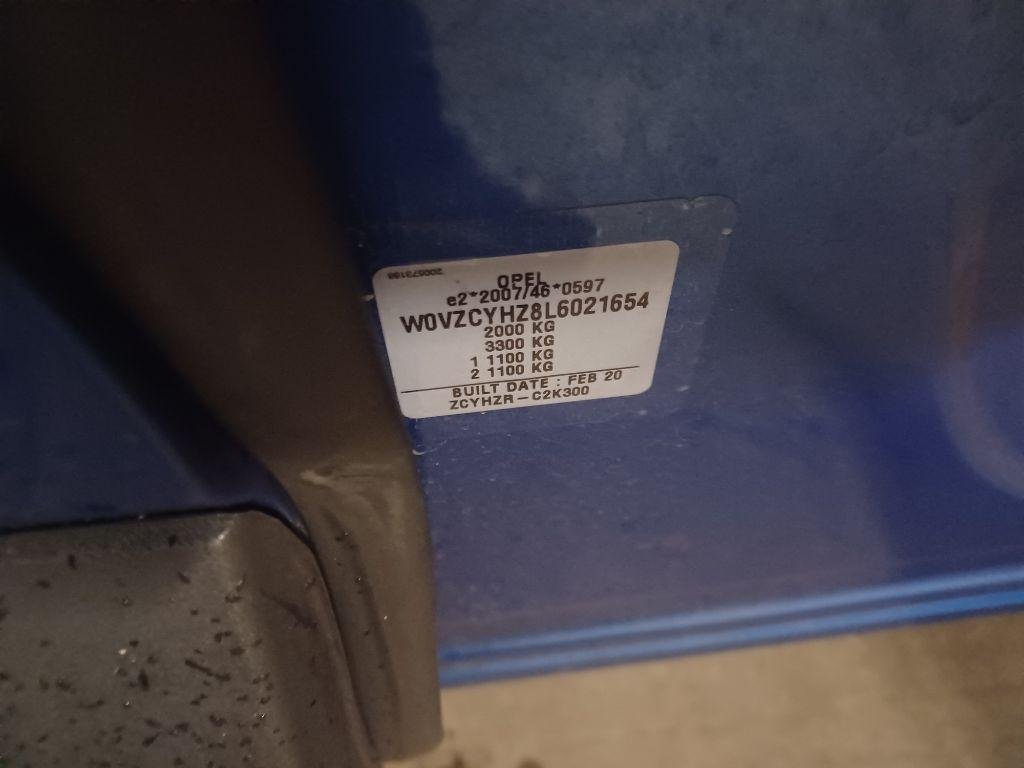 200573168
OPEL
e2*2007/46*0597
W0VZCYHZ8L6021654
2000 KG
3300 KG
1 1100 KG
2 1100 KG
BUILT DATE : FEB 20
ZCYHZR-C2K300